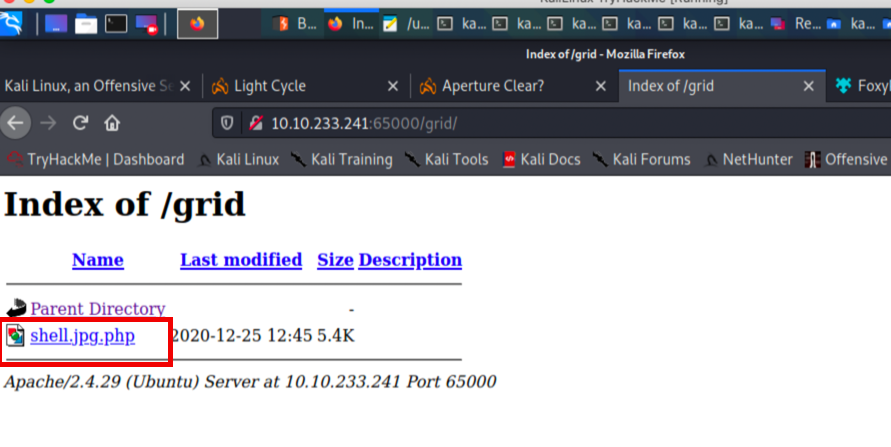 B... In... /u... ka... ka... ka... ka... ka... ka... Re... ka...
Index of /grid - Mozilla Firefox
Kali Linux, an Offensive Se Light Cycle Aperture Clear? Index of /grid
10.10.233.241:65000/grid/
TryHackMe | Dashboard Kali Linux Kali Training Kali Tools Kali Docs Kali Forums NetHunter Offensive
Index of /grid
Name Last modified Size Description
Parent Directory -
shell.jpg.php 2020-12-25 12:45 5.4K
Apache/2.4.29 (Ubuntu) Server at 10.10.233.241 Port 65000